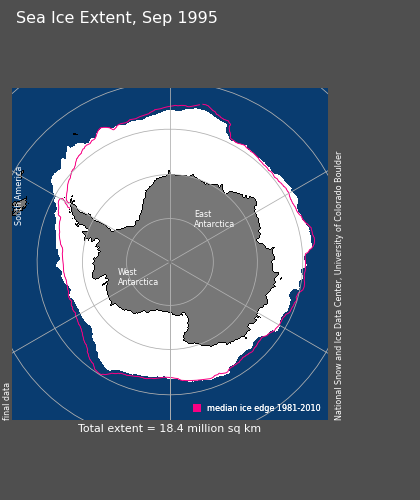 Sea Ice Extent, Sep 1995
South America
East
Antarctica
West
Antarctica
National Snow and Ice Data Center, University of Colorado Boulder
final data
median ice edge 1981-2010
Total extent = 18.4 million sq km